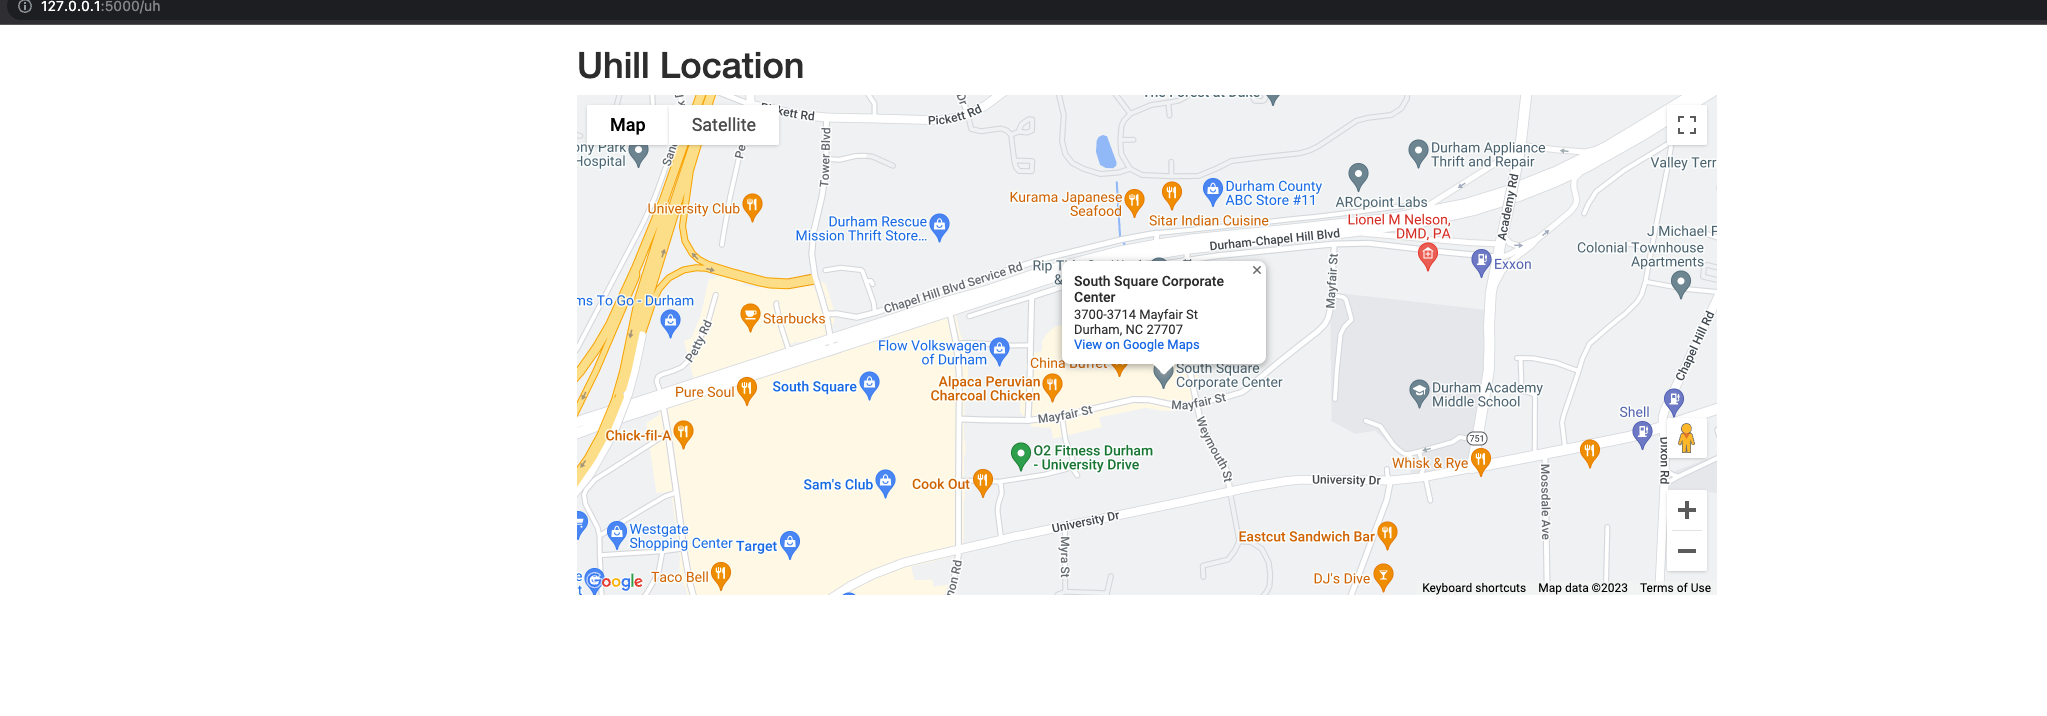 127.0.0.1:5000/uh
Uhill Location
Map
Satellite
Pickett Rd
Pickett Rd
Tower Blvd
Hospital
University Club
Durham Rescue
Mission Thrift Store...
Kurama Japanese
Seafood
Sitar Indian Cuisine
Durham County
ABC Store #11
ARCpoint Labs
Durham Appliance
Thrift and Repair
Valley Terr
Academy Rd
Lionel M Nelson,
DMD, PA
Durham-Chapel Hill Blvd
Chapel Hill Blvd Service Rd
Exxon
J Michael F
Colonial Townhouse
Apartments
Mayfair St
ms To Go - Durham
Starbucks
Petty Rd
South Square Corporate
Center
3700-3714 Mayfair St
Durham, NC 27707
View on Google Maps
Flow Volkswagen
of Durham
China Buffet
South Square
Corporate Center
Pure Soul
South Square
Alpaca Peruvian
Charcoal Chicken
Mayfair St
Mayfair St
Weymouth St
Durham Academy
Middle School
Chapel Hill Rd
Shell
Chick-fil-A
O2 Fitness Durham
- University Drive
751
Whisk & Rye
Dixon Rd
Sam's Club
Cook Out
University Dr
University Dr
Mossdale Ave
Westgate
Shopping Center
Target
Myra St
Eastcut Sandwich Bar
Taco Bell
DJ's Dive
Google
Keyboard shortcuts
Map data ©2023
Terms of Use